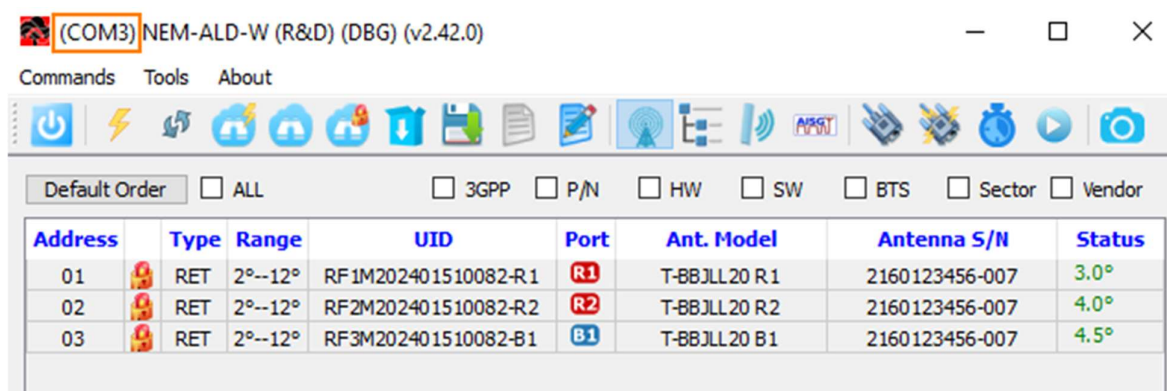 (COM3) NEM-ALD-W (R&D) (DBG) (v2.42.0)
Commands Tools About
AISGT
Default Order ALL 3GPP P/N HW SW BTS Sector Vendor
Address Type Range UID Port Ant. Model Antenna S/N Status
01 RET 2°--12° RF1M202401510082-R1 R1 T-BBJLL20 R1 2160123456-007 3.0°
02 RET 2°--12° RF2M202401510082-R2 R2 T-BBJLL20 R2 2160123456-007 4.0°
03 RET 2°--12° RF3M202401510082-B1 B1 T-BBJLL20 B1 2160123456-007 4.5°